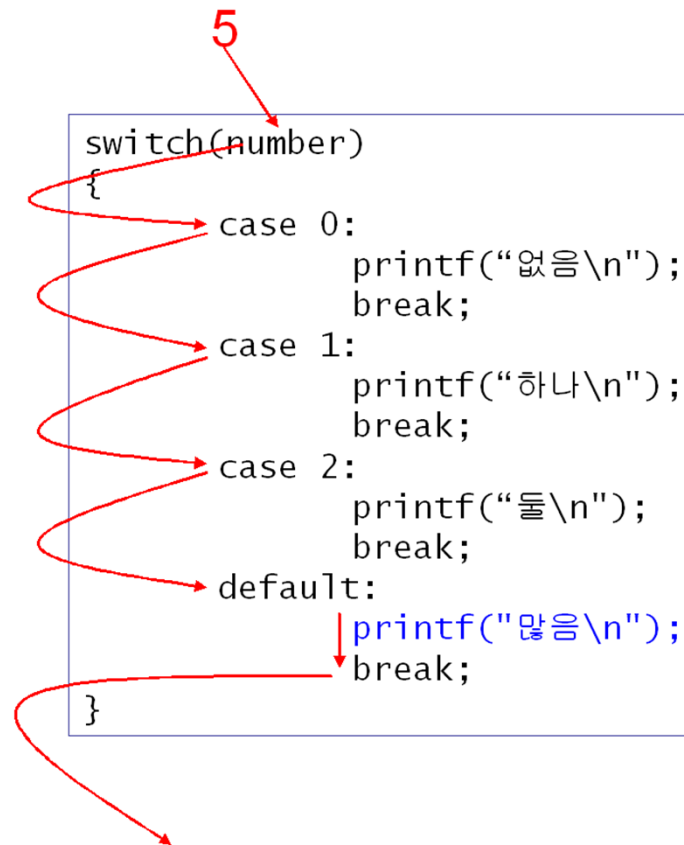 5
switch(number)
{
case 0:
printf(“없음\n");
break;
case 1:
printf(“하나\n");
break;
case 2:
printf(“둘\n");
break;
default:
printf("많음\n");
break;
}